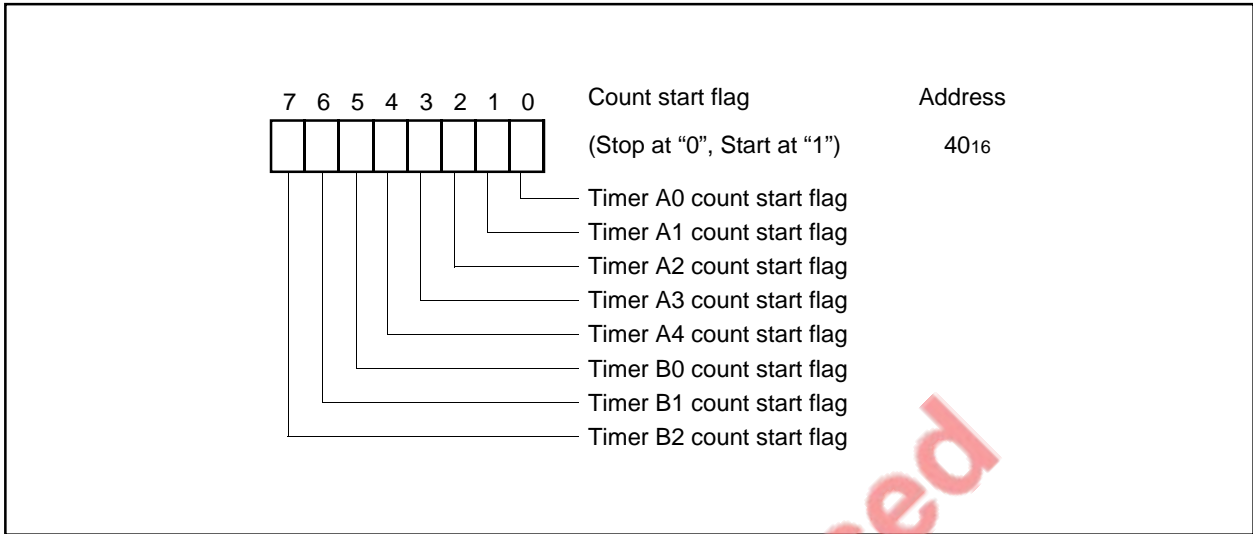 7 6 5 4 3 2 1 0 Count start flag Address
(Stop at “0”, Start at “1”) 4016
Timer A0 count start flag
Timer A1 count start flag
Timer A2 count start flag
Timer A3 count start flag
Timer A4 count start flag
Timer B0 count start flag
Timer B1 count start flag
Timer B2 count start flag